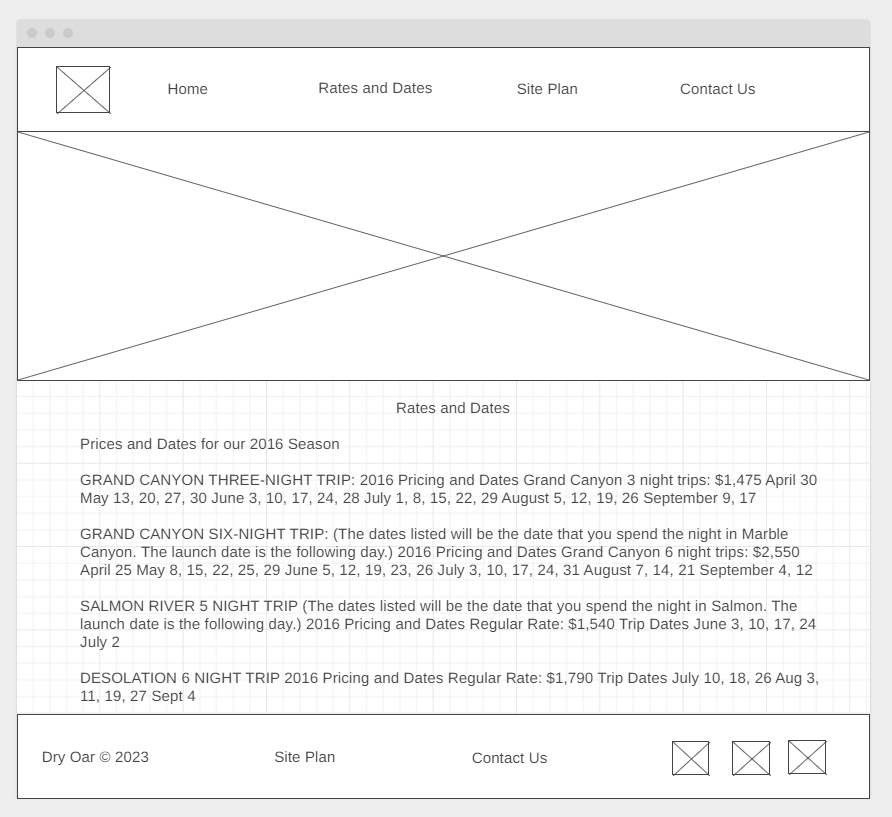 Home Rates and Dates Site Plan Contact Us
Rates and Dates
Prices and Dates for our 2016 Season
GRAND CANYON THREE-NIGHT TRIP: 2016 Pricing and Dates Grand Canyon 3 night trips: $1,475 April 30
May 13, 20, 27, 30 June 3, 10, 17, 24, 28 July 1, 8, 15, 22, 29 August 5, 12, 19, 26 September 9, 17
GRAND CANYON SIX-NIGHT TRIP: (The dates listed will be the date that you spend the night in Marble
Canyon. The launch date is the following day.) 2016 Pricing and Dates Grand Canyon 6 night trips: $2,550
April 25 May 8, 15, 22, 25, 29 June 5, 12, 19, 23, 26 July 3, 10, 17, 24, 31 August 7, 14, 21 September 4, 12
SALMON RIVER 5 NIGHT TRIP (The dates listed will be the date that you spend the night in Salmon. The
launch date is the following day.) 2016 Pricing and Dates Regular Rate: $1,540 Trip Dates June 3, 10, 17, 24
July 2
DESOLATION 6 NIGHT TRIP 2016 Pricing and Dates Regular Rate: $1,790 Trip Dates July 10, 18, 26 Aug 3,
11, 19, 27 Sept 4
Dry Oar © 2023 Site Plan Contact Us